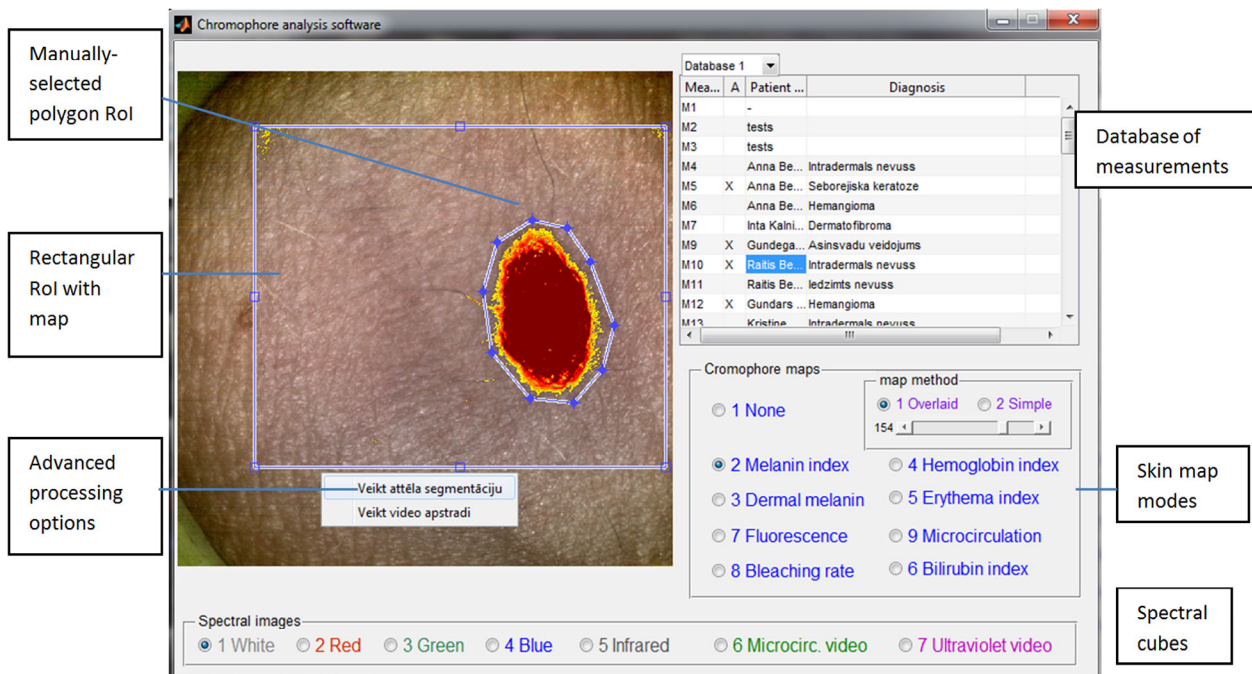 Chromophore analysis software
Manually-
selected
polygon RoI
Rectangular
RoI with
map
Advanced
processing
options
Veikt attēla segmentāciju
Veikt video apstradi
Database 1
Mea... A Patient ... Diagnosis
M1 -
M2 tests
M3 tests
M4 Anna Be... Intradermals nevuss
M5 X Anna Be... Seborejiska keratoze
M6 Anna Be... Hemangioma
M7 Inta Kalni... Dermatofibroma
M9 X Gundega... Asinsvadu veidojums
M10 X Raitis Be... Intradermals nevuss
M11 Raitis Be... Iedzimts nevuss
M12 X Gundars ... Hemangioma
M13 Kristine Intradermals nevuss
Database of
measurements
Cromophore maps
map method
1 Overlaid 2 Simple
154
1 None
2 Melanin index 4 Hemoglobin index
3 Dermal melanin 5 Erythema index
7 Fluorescence 9 Microcirculation
8 Bleaching rate 6 Bilirubin index
Skin map
modes
Spectral images
1 White 2 Red 3 Green 4 Blue 5 Infrared 6 Microcirc. video 7 Ultraviolet video
Spectral
cubes